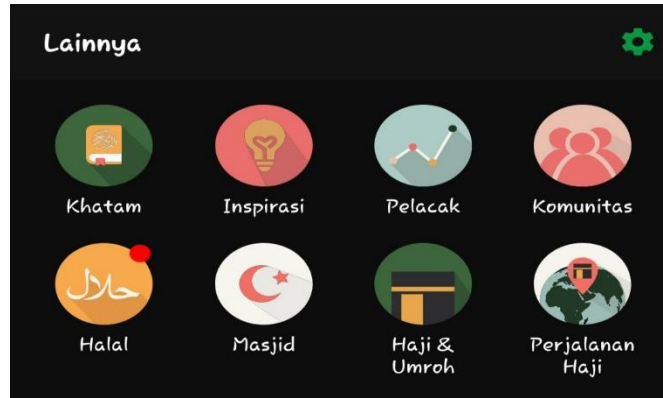 Lainnya
Khatam Inspirasi Pelacak Komunitas
حلال
Halal Masjid Haji & Umroh Perjalanan Haji